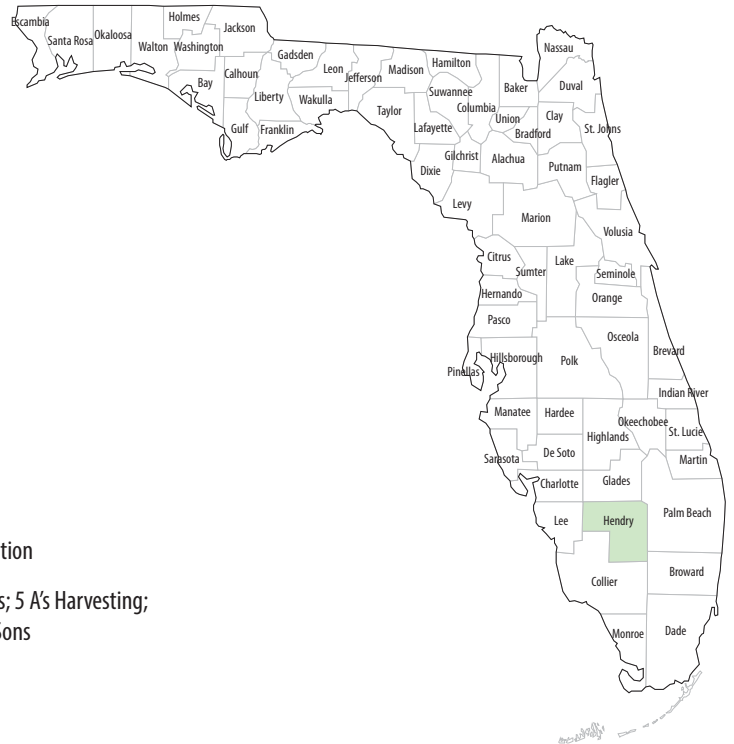 Escambia
Santa Rosa
Okaloosa
Walton
Holmes
Washington
Jackson
Bay
Calhoun
Gulf
Liberty
Gadsden
Franklin
Leon
Wakulla
Jefferson
Madison
Taylor
Hamilton
Suwannee
Lafayette
Columbia
Dixie
Gilchrist
Baker
Union
Bradford
Alachua
Levy
Nassau
Duval
Clay
St. Johns
Putnam
Flagler
Marion
Volusia
Citrus
Sumter
Lake
Seminole
Hernando
Orange
Pasco
Osceola
Hillsborough
Polk
Brevard
Pinellas
Indian River
Manatee
Hardee
Okeechobee
Highlands
St. Lucie
Sarasota
De Soto
Martin
Charlotte
Glades
Lee
Hendry
Palm Beach
Collier
Broward
Monroe
Dade
tion
s; 5 A's Harvesting;
Sons